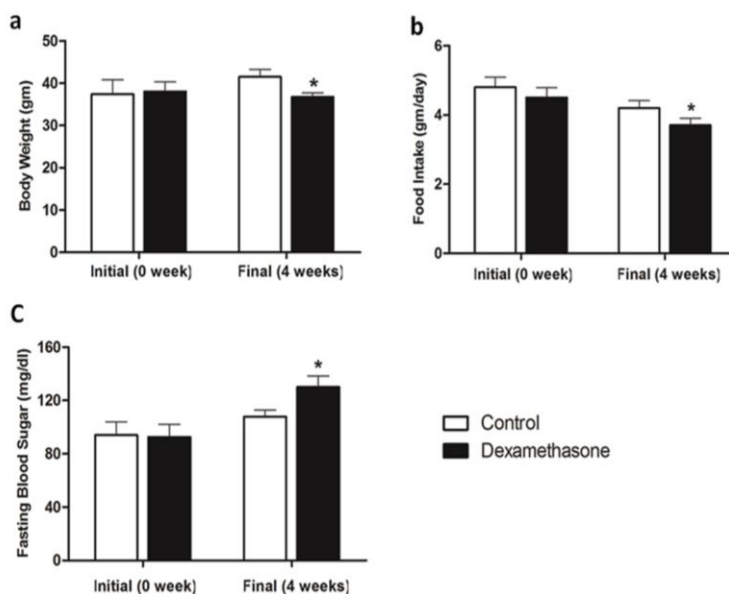 a
50
40
30
20
10
0
Body Weight (gm)
*
Initial (0 week)
Final (4 weeks)
b
6
4
2
0
Food Intake (gm/day)
*
Initial (0 week)
Final (4 weeks)
C
160
120
80
40
0
Fasting Blood Sugar (mg/dl)
*
Initial (0 week)
Final (4 weeks)
Control
Dexamethasone